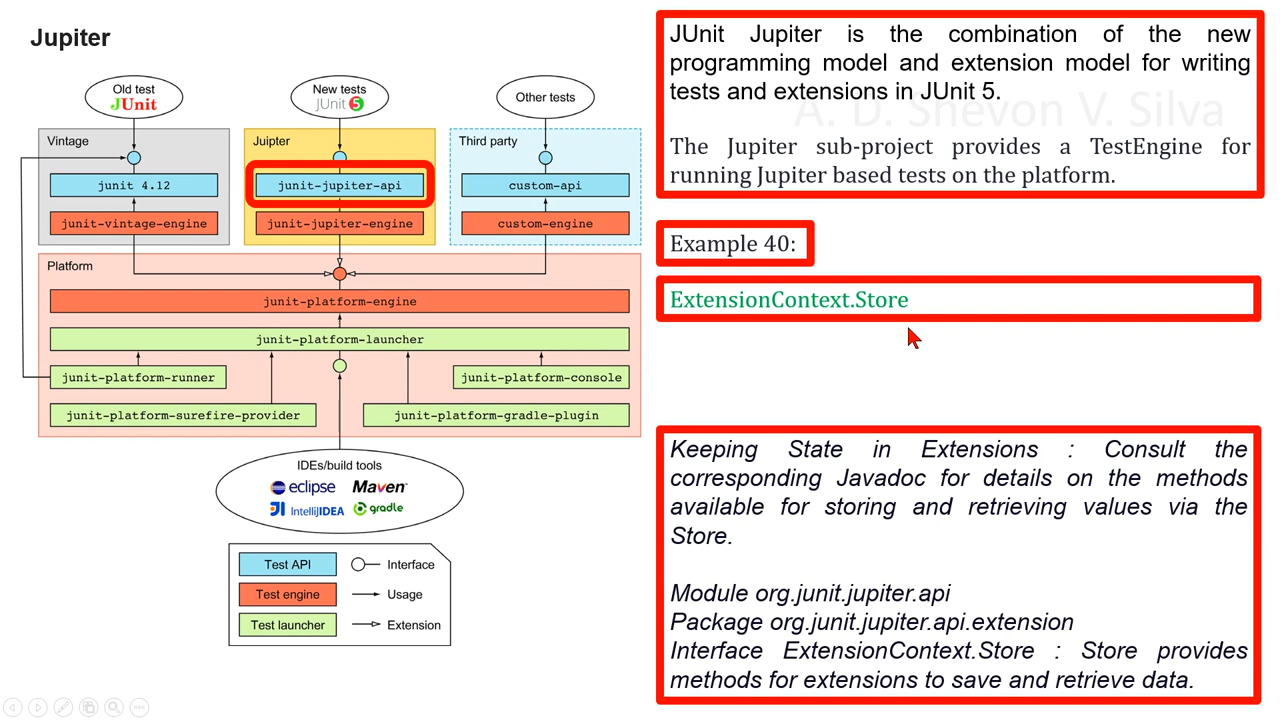 Jupiter
Old test
JUnit
New tests
JUnit 5
Other tests
Vintage
Juipter
Third party
junit 4.12
junit-jupiter-api
custom-api
junit-vintage-engine
junit-jupiter-engine
custom-engine
Platform
junit-platform-engine
junit-platform-launcher
junit-platform-runner
junit-platform-console
junit-platform-surefire-provider
junit-platform-gradle-plugin
IDEs/build tools
eclipse
Maven
IJ IntelliJIDEA
gradle
Test API
Interface
Test engine
Usage
Test launcher
Extension
JUnit Jupiter is the combination of the new
programming model and extension model for writing
tests and extensions in JUnit 5.
A. D. Shevon V. Silva
The Jupiter sub-project provides a TestEngine for
running Jupiter based tests on the platform.
Example 40:
ExtensionContext.Store
Keeping State in Extensions : Consult the
corresponding Javadoc for details on the methods
available for storing and retrieving values via the
Store.
Module org.junit.jupiter.api
Package org.junit.jupiter.api.extension
Interface ExtensionContext.Store : Store provides
methods for extensions to save and retrieve data.